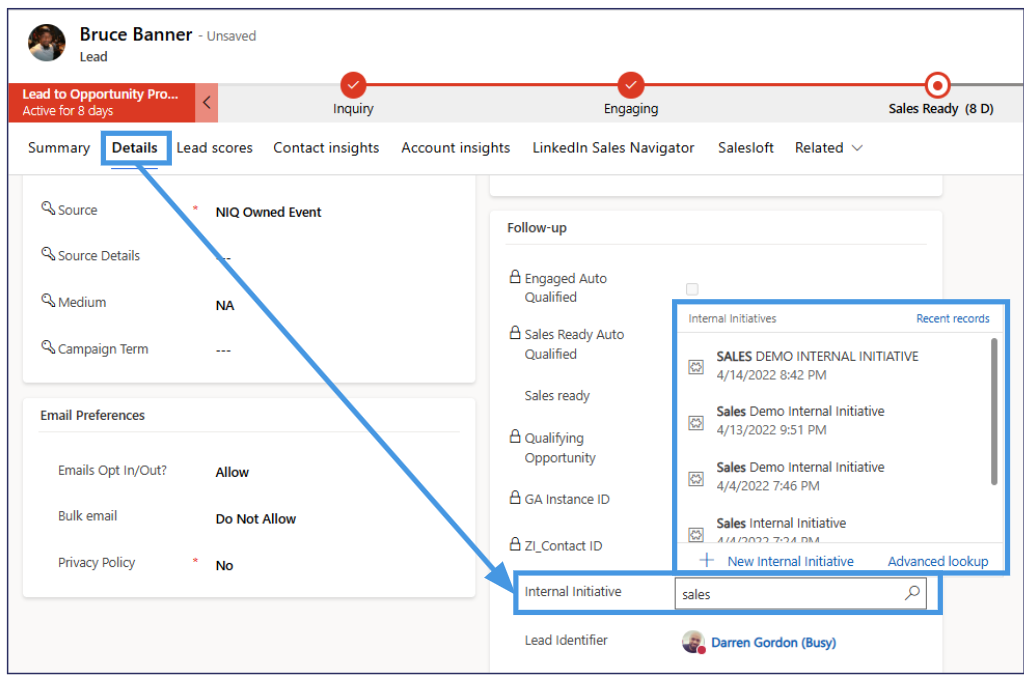 Bruce Banner - Unsaved
Lead
Lead to Opportunity Pro...
Active for 8 days
Inquiry
Engaging
Sales Ready (8 D)
Summary Details Lead scores Contact insights Account insights LinkedIn Sales Navigator Salesloft Related
Source * NIQ Owned Event
Source Details ---
Medium NA
Campaign Term ---
Email Preferences
Emails Opt In/Out? Allow
Bulk email Do Not Allow
Privacy Policy * No
Follow-up
Engaged Auto
Qualified
Sales Ready Auto
Qualified
Sales ready
Qualifying
Opportunity
GA Instance ID
ZI_Contact ID
Internal Initiatives Recent records
SALES DEMO INTERNAL INITIATIVE
4/14/2022 8:42 PM
Sales Demo Internal Initiative
4/13/2022 9:51 PM
Sales Demo Internal Initiative
4/4/2022 7:46 PM
Sales Internal Initiative
4/4/2022 7:24 PM
New Internal Initiative Advanced lookup
Internal Initiative sales
Lead Identifier Darren Gordon (Busy)